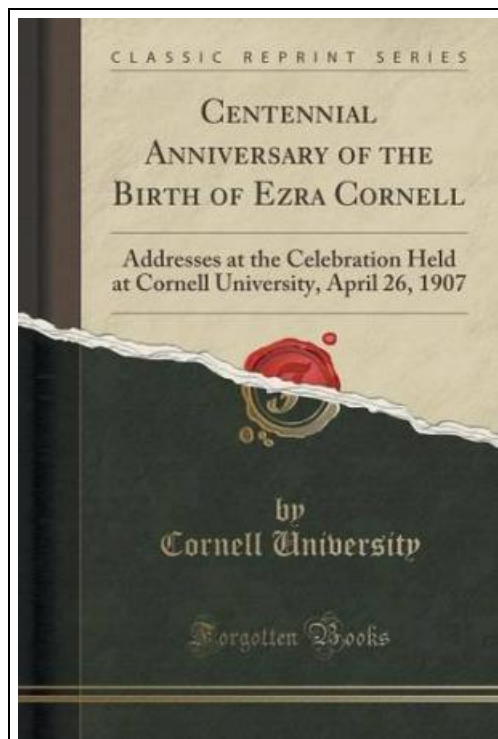 CLASSIC REPRINT SERIES
CENTENNIAL
ANNIVERSARY OF THE
BIRTH OF EZRA CORNELL
Addresses at the Celebration Held
at Cornell University, April 26, 1907
by
Cornell University
Forgotten Books